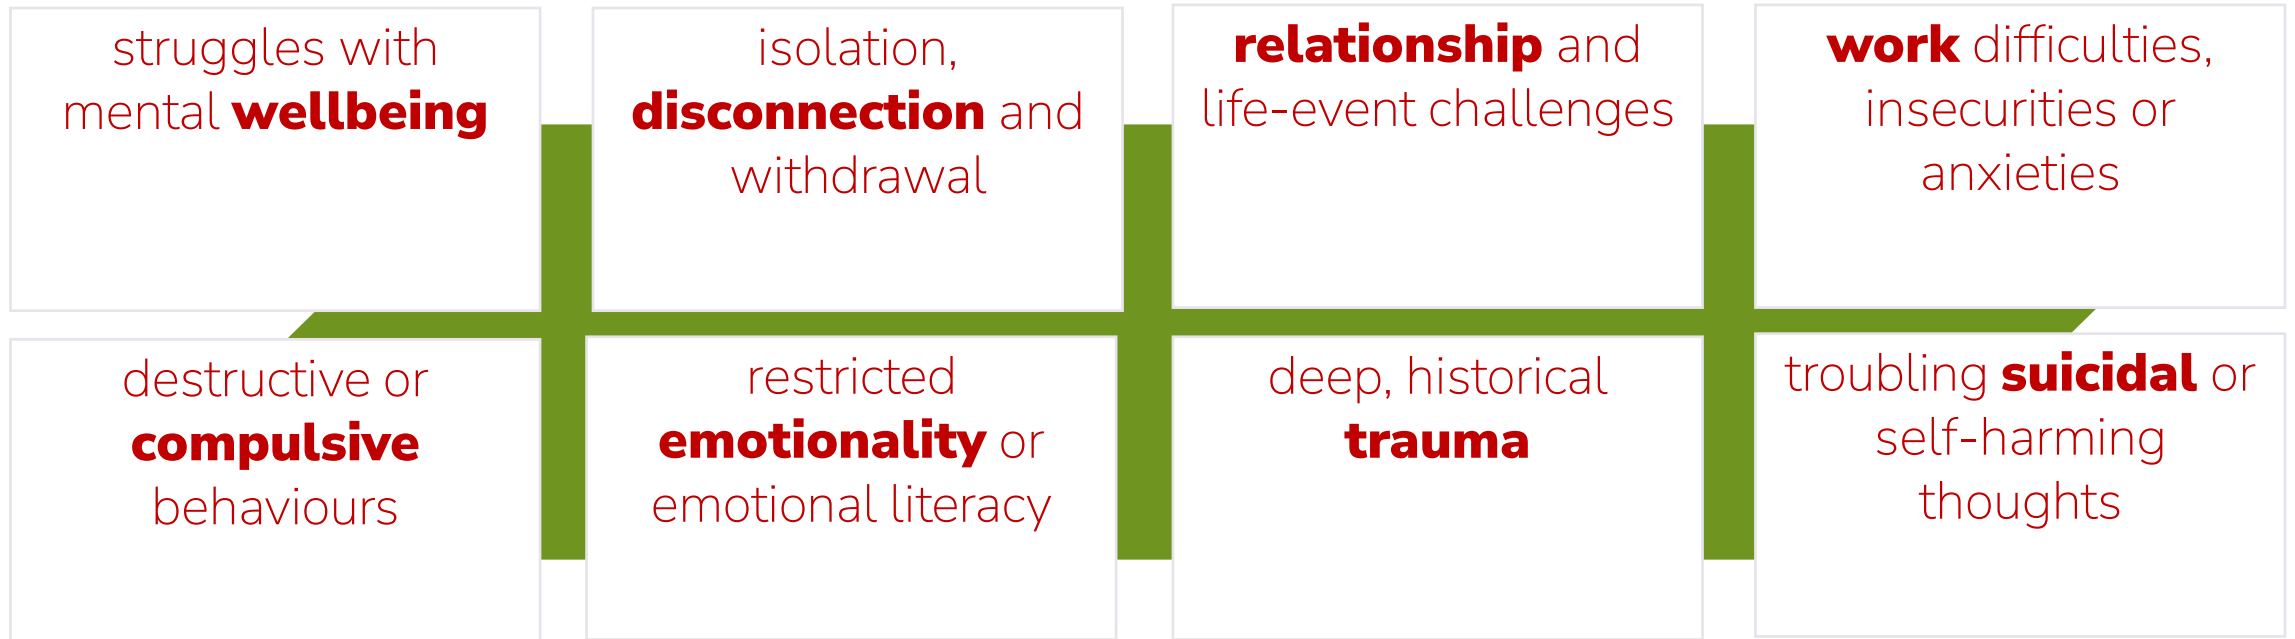 struggles with
mental wellbeing
isolation,
disconnection and
withdrawal
relationship and
life-event challenges
work difficulties,
insecurities or
anxieties
destructive or
compulsive
behaviours
restricted
emotionality or
emotional literacy
deep, historical
trauma
troubling suicidal or
self-harming
thoughts